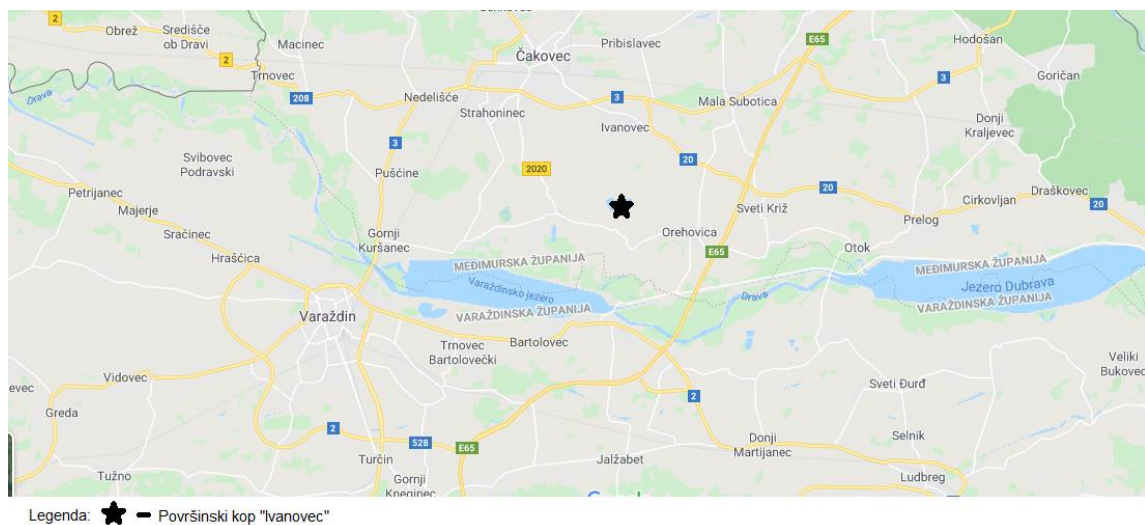 2
Obrež
Središče
ob Dravi
Macinec
Pribislavec
E65
Hodošan
Čakovec
2
Trnovec
3
Goričan
Drava
208
Nedelišće
3
Mala Subotica
Strahoninec
Ivanovec
Donji
Kraljevec
3
Svibovec
Podravski
Pušćine
2020
20
Petrijanec
20
Draškovec
Cirkovljan
20
Majerje
Sveti Križ
Prelog
Sračinec
Gornji
Kuršanec
Orehovica
Otok
Hrašćica
E65
MEĐIMURSKA ŽUPANIJA
MEĐIMURSKA ŽUPANIJA
Varaždinsko jezero
Drava
Jezero Dubrava
VARAŽDINSKA ŽUPANIJA
VARAŽDINSKA ŽUPANIJA
Varaždin
Trnovec
Bartolovečki
Bartolovec
Veliki
Bukovec
Vidovec
Sveti Đurđ
2
Greda
2
528
E65
Donji
Martijanec
Selnik
Turčin
Jalžabet
Tužno
Gornji
Kneginec
Ludbreg
Legenda: – Površinski kop "Ivanovec"